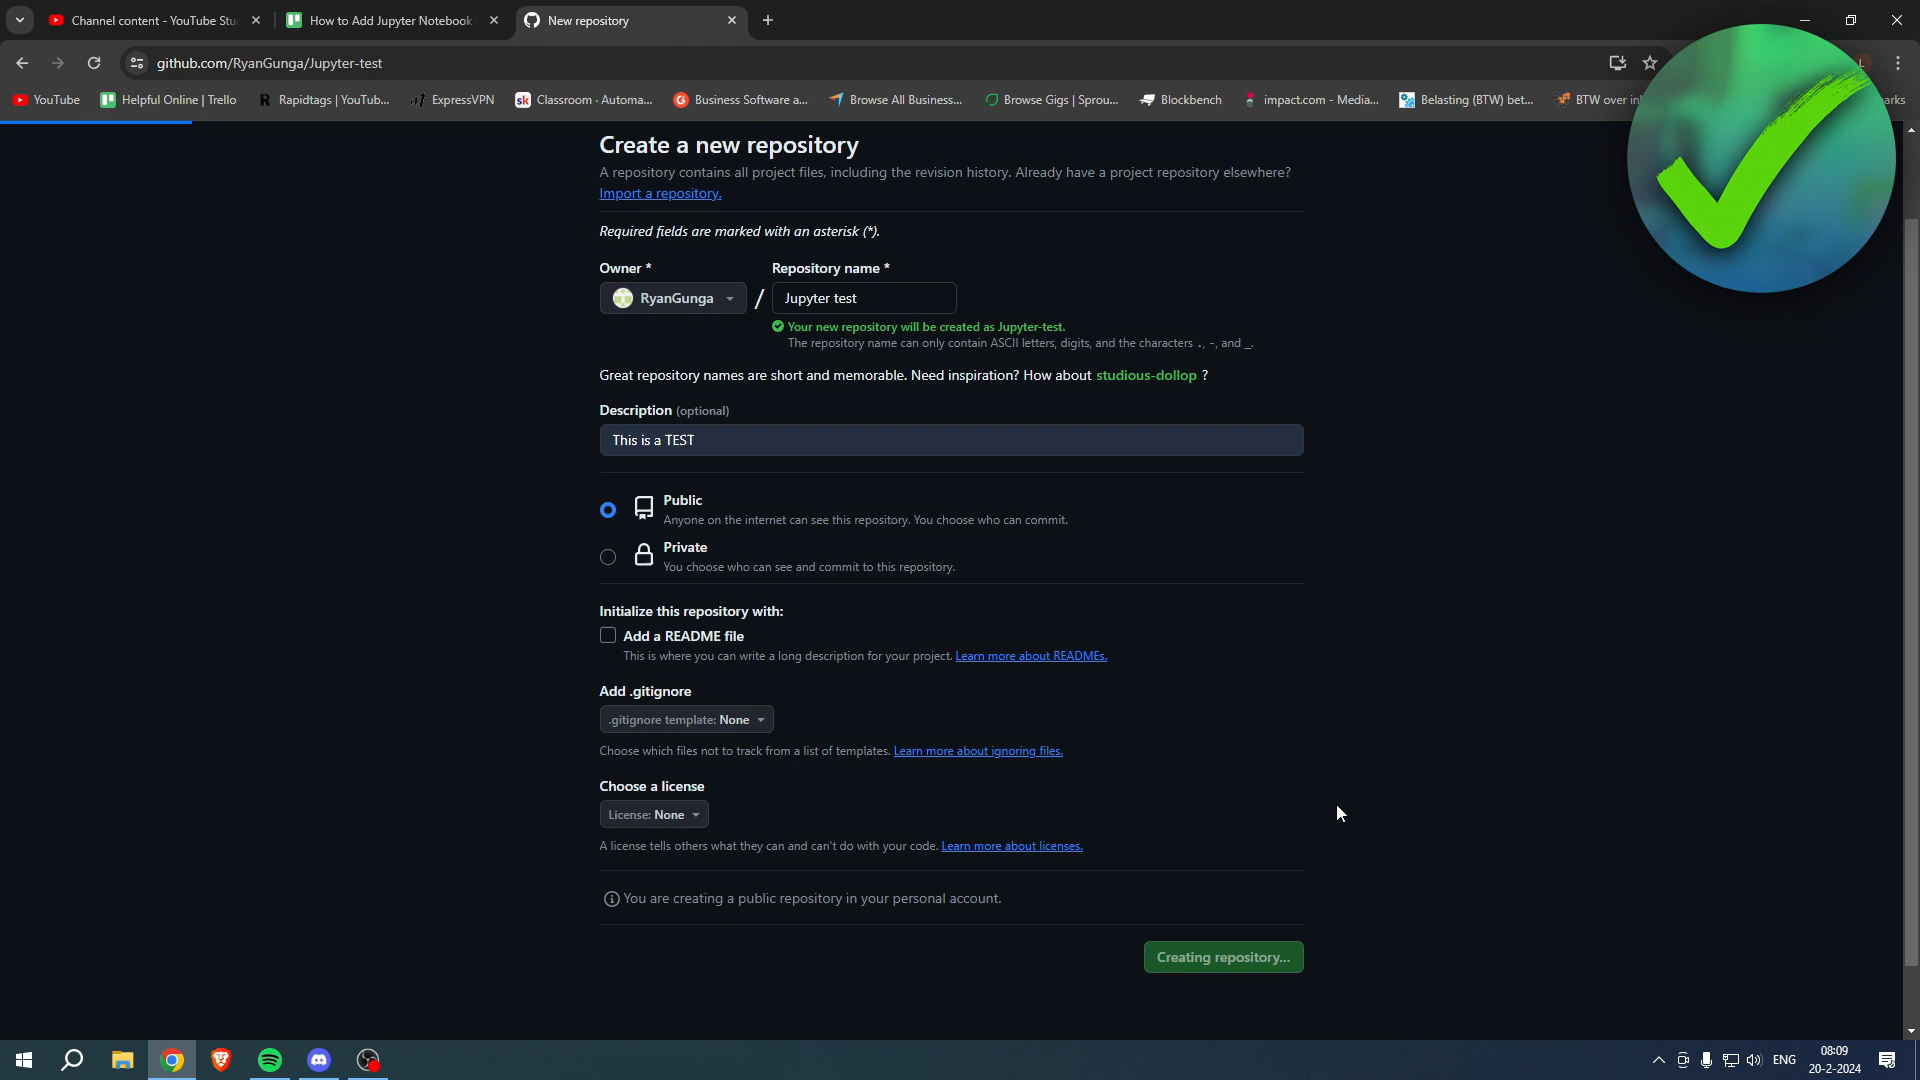 Channel content - YouTube Stu
How to Add Jupyter Notebook
New repository
github.com/RyanGunga/Jupyter-test
YouTube
Helpful Online | Trello
Rapidtags | YouTub...
ExpressVPN
Classroom · Automa...
Business Software a...
Browse All Business...
Browse Gigs | Sprou...
Blockbench
impact.com - Media...
Belasting (BTW) bet...
BTW over in
arks
Create a new repository
A repository contains all project files, including the revision history. Already have a project repository elsewhere?
Import a repository.
Required fields are marked with an asterisk (*).
Owner *
Repository name *
RyanGunga
/
Jupyter test
Your new repository will be created as Jupyter-test.
The repository name can only contain ASCII letters, digits, and the characters ., -, and _.
Great repository names are short and memorable. Need inspiration? How about studious-dollop ?
Description (optional)
This is a TEST
Public
Anyone on the internet can see this repository. You choose who can commit.
Private
You choose who can see and commit to this repository.
Initialize this repository with:
Add a README file
This is where you can write a long description for your project. Learn more about READMEs.
Add .gitignore
.gitignore template: None
Choose which files not to track from a list of templates. Learn more about ignoring files.
Choose a license
License: None
A license tells others what they can and can't do with your code. Learn more about licenses.
You are creating a public repository in your personal account.
Creating repository...
ENG
08:09
20-2-2024